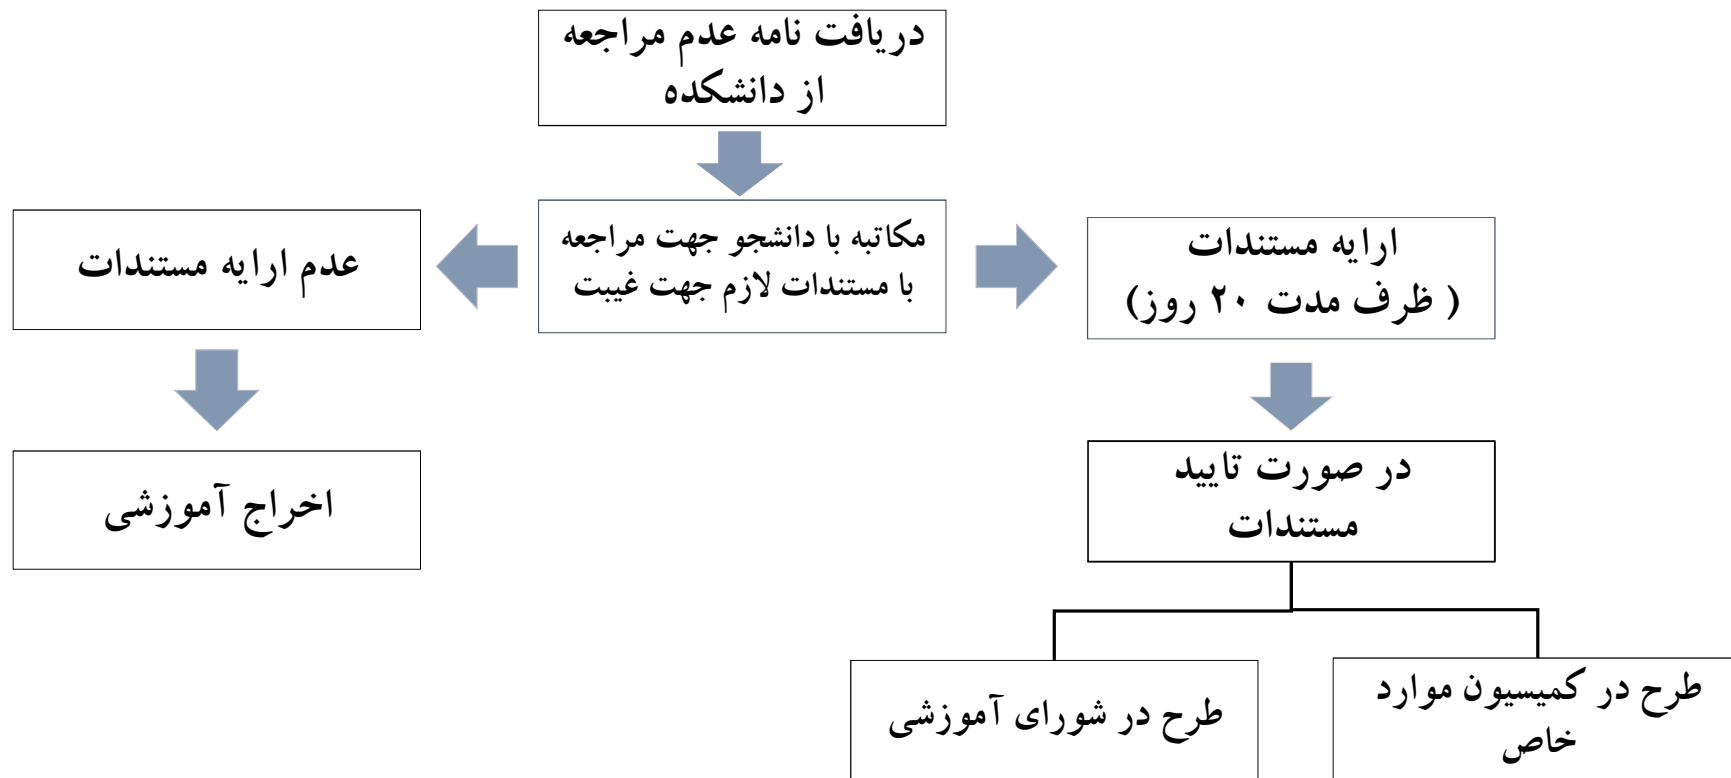 دریافت نامه عدم مراجعه
از دانشکده
مکاتبه با دانشجو جهت مراجعه
با مستندات لازم جهت غیبت
ارایه مستندات
( ظرف مدت ۲۰ روز)
عدم ارایه مستندات
در صورت تایید
مستندات
اخراج آموزشی
طرح در کمیسیون موارد
خاص
طرح در شورای آموزشی